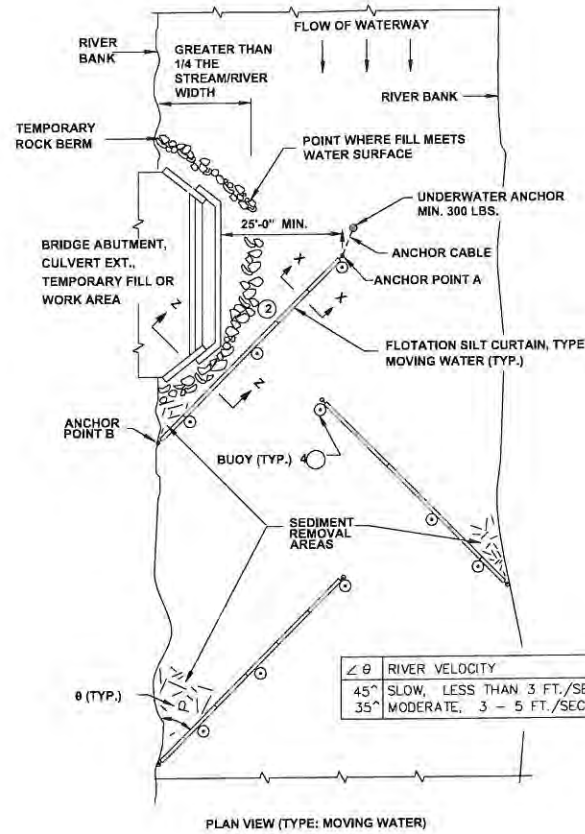 FLOW OF WATERWAY
RIVER
BANK
GREATER THAN
1/4 THE
STREAM/RIVER
WIDTH
RIVER BANK
TEMPORARY
ROCK BERM
POINT WHERE FILL MEETS
WATER SURFACE
UNDERWATER ANCHOR
MIN. 300 LBS.
25'-0" MIN.
ANCHOR CABLE
BRIDGE ABUTMENT,
CULVERT EXT.,
TEMPORARY FILL OR
WORK AREA
ANCHOR POINT A
X
X
Z
2
FLOTATION SILT CURTAIN, TYPE
MOVING WATER (TYP.)
Z
ANCHOR
POINT B
BUOY (TYP.) 4
SEDIMENT
REMOVAL
AREAS
∠ θ RIVER VELOCITY
45^ SLOW, LESS THAN 3 FT./SE
35^ MODERATE, 3 - 5 FT./SEC
θ (TYP.)
PLAN VIEW (TYPE: MOVING WATER)